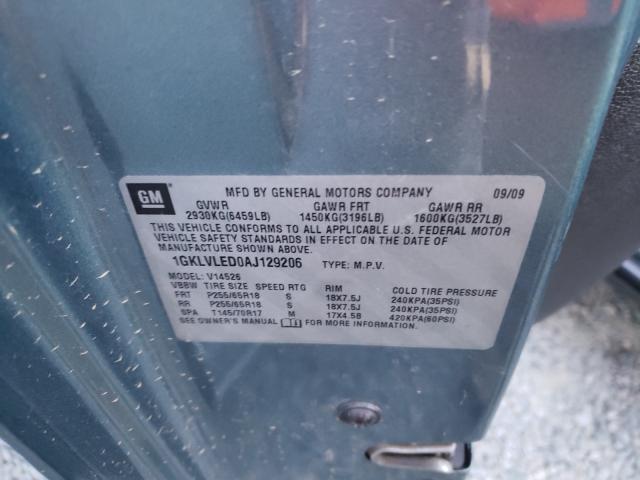 GM
MFD BY GENERAL MOTORS COMPANY 09/09
GVWR GAWR FRT GAWR RR
2930KG(6459LB) 1450KG(3196LB) 1600KG(3527LB)
THIS VEHICLE CONFORMS TO ALL APPLICABLE U.S. FEDERAL MOTOR
VEHICLE SAFETY STANDARDS IN EFFECT ON THE DATE OF
MANUFACTURE SHOWN ABOVE.
1GKLVLED0AJ129206 TYPE: M.P.V.
MODEL: V14526
VBBW TIRE SIZE SPEED RTG RIM COLD TIRE PRESSURE
FRT P255/65R18 S 18X7.5J 240KPA(35PSI)
RR P255/65R18 S 18X7.5J 240KPA(35PSI)
SPA T145/70R17 M 17X4.5B 420KPA(60PSI)
SEE OWNER'S MANUAL FOR MORE INFORMATION.